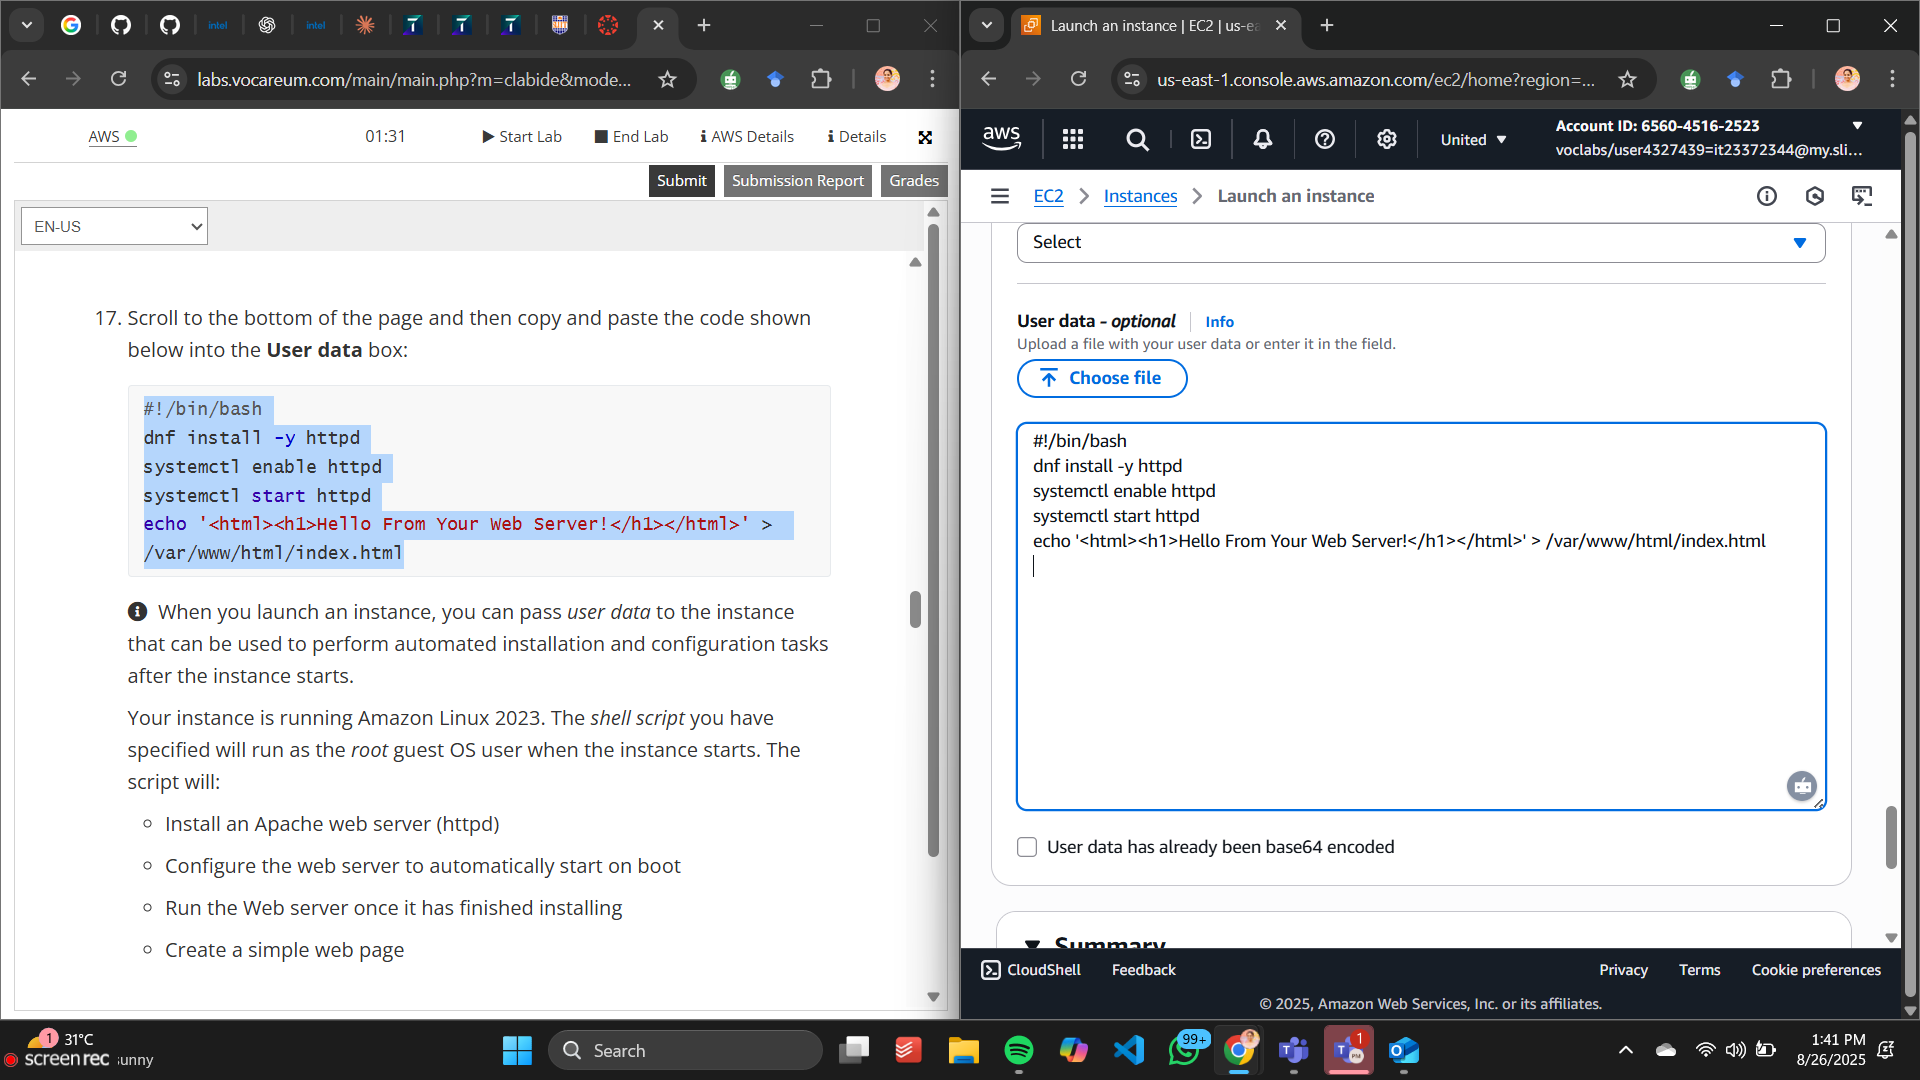 intel
intel
labs.vocareum.com/main/main.php?m=clabide&mode...
AWS
01:31
Start Lab
End Lab
AWS Details
Details
Submit
Submission Report
Grades
EN-US
17. Scroll to the bottom of the page and then copy and paste the code shown
below into the User data box:
#!/bin/bash
dnf install -y httpd
systemctl enable httpd
systemctl start httpd
echo '<html><h1>Hello From Your Web Server!</h1></html>' >
/var/www/html/index.html
When you launch an instance, you can pass user data to the instance
that can be used to perform automated installation and configuration tasks
after the instance starts.
Your instance is running Amazon Linux 2023. The shell script you have
specified will run as the root guest OS user when the instance starts. The
script will:
Install an Apache web server (httpd)
Configure the web server to automatically start on boot
Run the Web server once it has finished installing
Create a simple web page
Launch an instance | EC2 | us-ea
us-east-1.console.aws.amazon.com/ec2/home?region=...
aws
United
Account ID: 6560-4516-2523
voclabs/user4327439=it23372344@my.sli...
EC2 > Instances > Launch an instance
Select
User data - optional
Info
Upload a file with your user data or enter it in the field.
Choose file
#!/bin/bash
dnf install -y httpd
systemctl enable httpd
systemctl start httpd
echo '<html><h1>Hello From Your Web Server!</h1></html>' > /var/www/html/index.html
User data has already been base64 encoded
Summary
CloudShell
Feedback
Privacy
Terms
Cookie preferences
© 2025, Amazon Web Services, Inc. or its affiliates.
1
31°C
screenrec
sunny
Search
99+
1
1:41 PM
8/26/2025